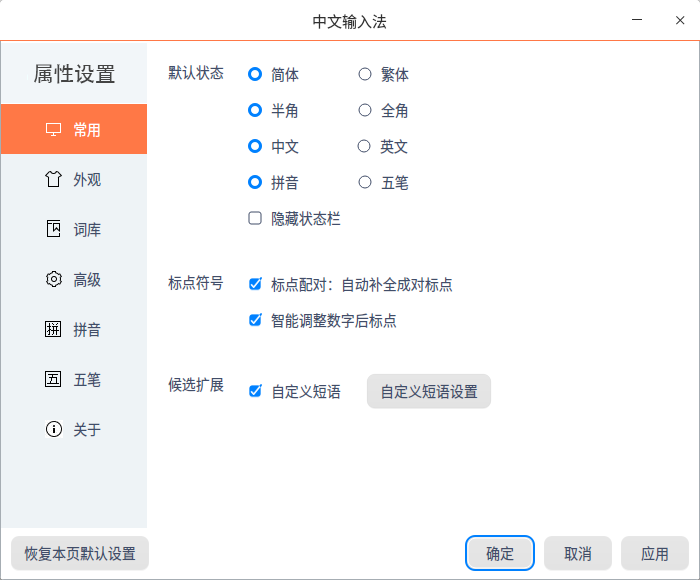 中文输入法
属性设置
常用
外观
词库
高级
拼音
五笔
关于
默认状态
简体 繁体
半角 全角
中文 英文
拼音 五笔
隐藏状态栏
标点符号
标点配对：自动补全成对标点
智能调整数字后标点
候选扩展
自定义短语 自定义短语设置
恢复本页默认设置 确定 取消 应用